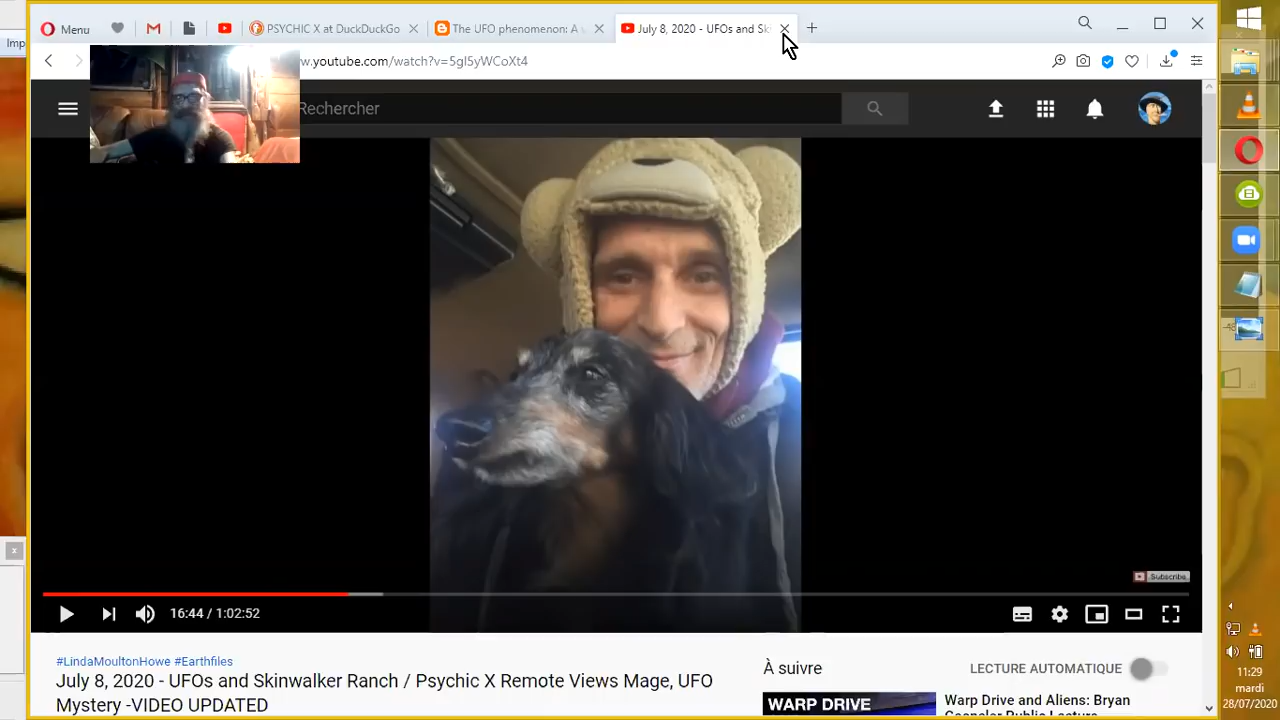 Menu
PSYCHIC X at DuckDuckGo
The UFO phenomenon: A
July 8, 2020 - UFOs and Sk
Imp
w.youtube.com/watch?v=5gI5yWCoXt4
Rechercher
Subscribe
16:44 / 1:02:52
#LindaMoultonHowe #Earthfiles
July 8, 2020 - UFOs and Skinwalker Ranch / Psychic X Remote Views Mage, UFO
Mystery -VIDEO UPDATED
À suivre
LECTURE AUTOMATIQUE
WARP DRIVE
Warp Drive and Aliens: Bryan
11:29
mardi
28/07/2020